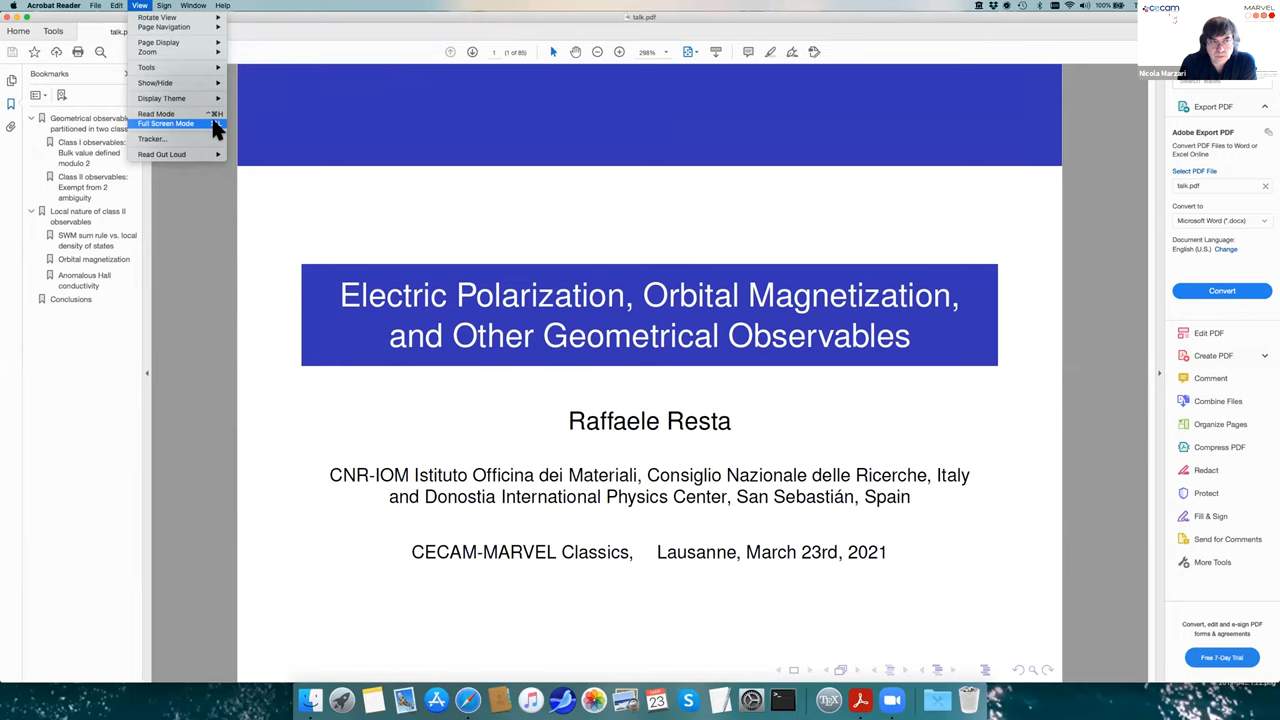 Acrobat Reader File Edit View Sign Window Help
100%
talk.pdf
Home Tools
Rotate View
Page Navigation
Page Display
Zoom
Tools
Show/Hide
Display Theme
Read Mode ^⌘H
Full Screen Mode
Tracker...
Read Out Loud
1 (1 of 85) 298%
Bookmarks
Class I observables:
Bulk value defined
modulo 2
Class II observables:
Exempt from 2
ambiguity
Local nature of class II
observables
SWM sum rule vs. local
density of states
Orbital magnetization
Anomalous Hall
conductivity
Conclusions
Electric Polarization, Orbital Magnetization,
and Other Geometrical Observables
Raffaele Resta
CNR-IOM Istituto Officina dei Materiali, Consiglio Nazionale delle Ricerche, Italy
and Donostia International Physics Center, San Sebastián, Spain
CECAM-MARVEL Classics, Lausanne, March 23rd, 2021
cecam
MARVEL
Nicola Marzari
Export PDF
Adobe Export PDF
Convert PDF Files to Word or
Excel Online
Select PDF File
talk.pdf
Convert to
Microsoft Word (*.docx)
Document Language:
English (U.S.) Change
Convert
Edit PDF
Create PDF
Comment
Combine Files
Organize Pages
Compress PDF
Redact
Protect
Fill & Sign
Send for Comments
More Tools
Convert, edit and e-sign PDF
forms & agreements
Free 7-Day Trial
23